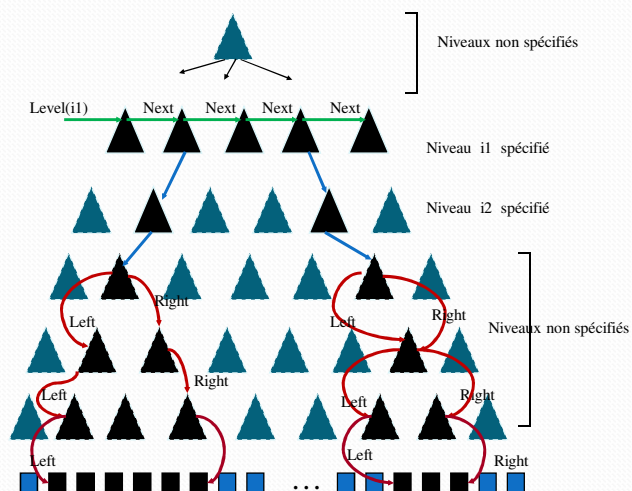 Niveaux non spécifiés
Level(i1) Next Next Next Next
Niveau i1 spécifié
Niveau i2 spécifié
Right
Left Left Right
Niveaux non spécifiés
Right
Left Left Right
Left Left Right
...